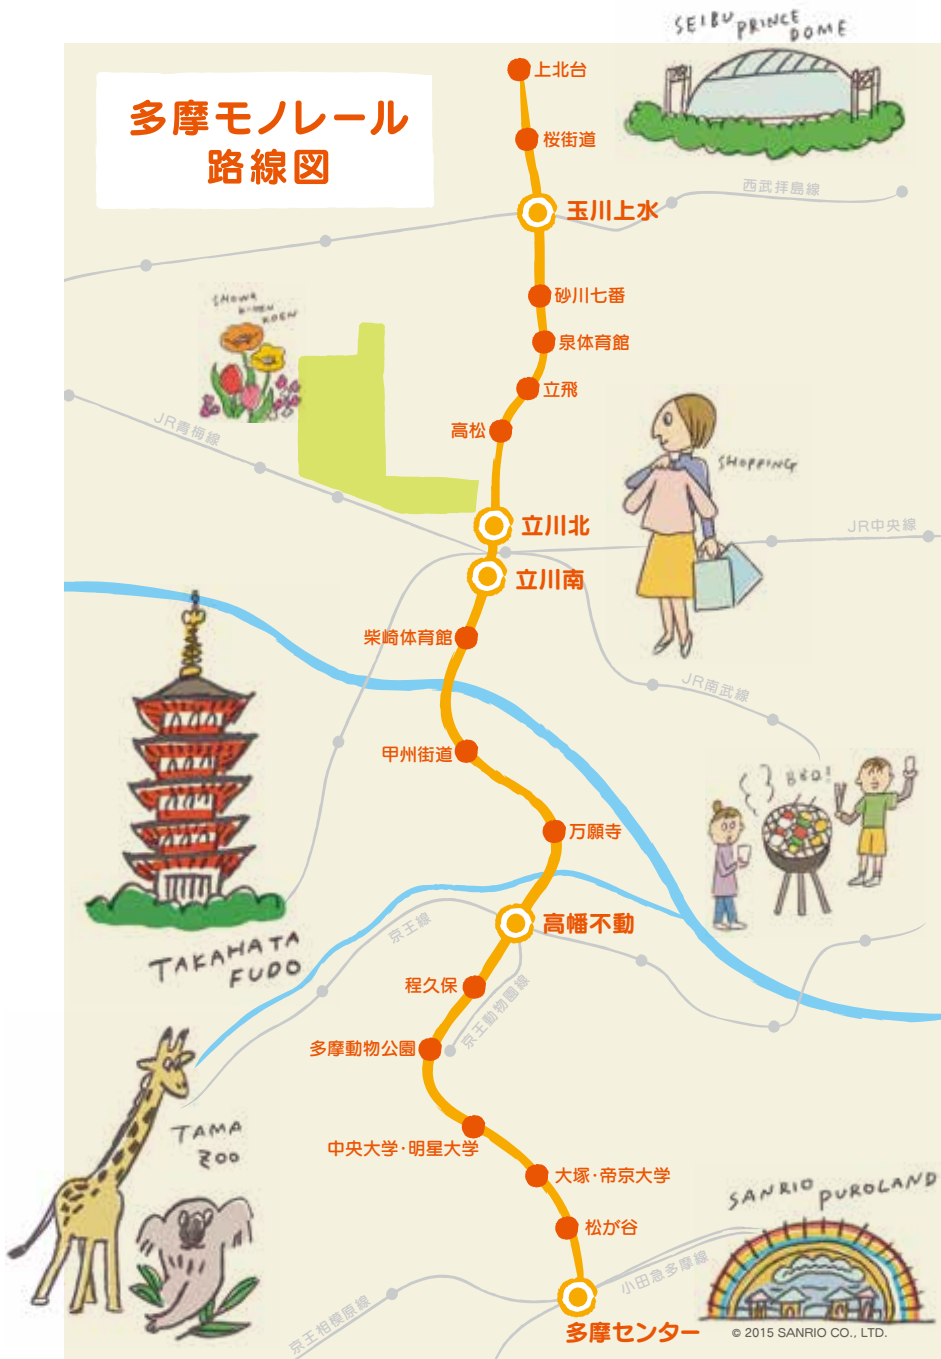 SEIBU PRINCE
DOME
多摩モノレール
路線図
上北台
桜街道
西武拝島線
玉川上水
砂川七番
SHOWA
KINEN
KOEN
泉体育館
立飛
JR青梅線
高松
SHOPPING
立川北
JR中央線
立川南
柴崎体育館
JR南武線
甲州街道
BBQ!
万願寺
京王線
高幡不動
TAKAHATA
FUDO
程久保
京王動物園線
多摩動物公園
TAMA
ZOO
中央大学・明星大学
大塚・帝京大学
SANRIO PUROLAND
松が谷
小田急多摩線
京王相模原線
多摩センター
© 2015 SANRIO CO., LTD.